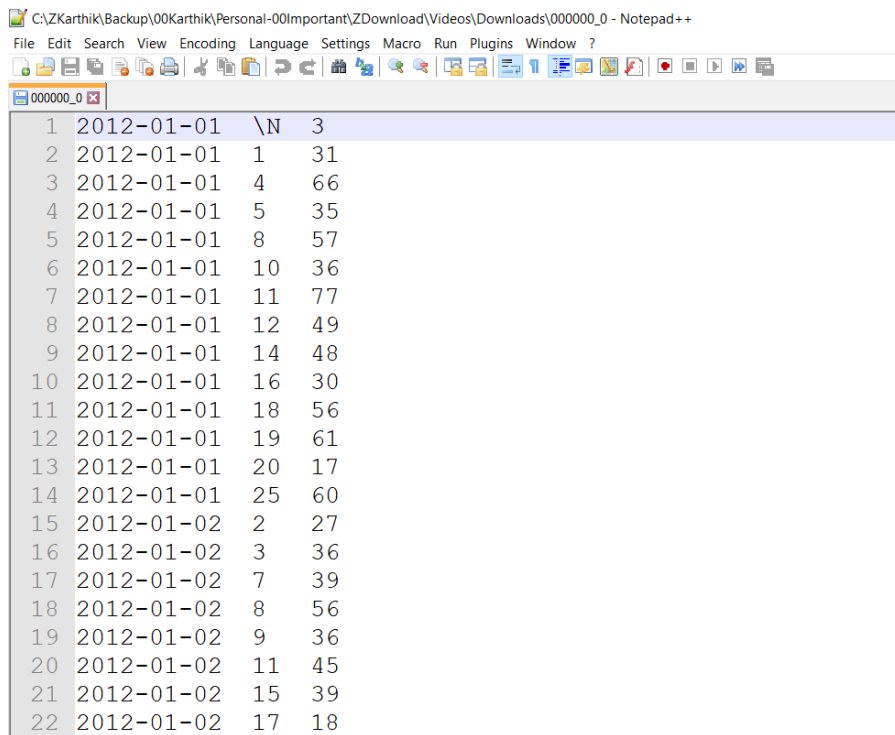 C:\ZKarthik\Backup\00Karthik\Personal-00Important\ZDownload\Videos\Downloads\000000_0 - Notepad++
File Edit Search View Encoding Language Settings Macro Run Plugins Window ?
000000_0
1 2012-01-01 \N 3
2 2012-01-01 1 31
3 2012-01-01 4 66
4 2012-01-01 5 35
5 2012-01-01 8 57
6 2012-01-01 10 36
7 2012-01-01 11 77
8 2012-01-01 12 49
9 2012-01-01 14 48
10 2012-01-01 16 30
11 2012-01-01 18 56
12 2012-01-01 19 61
13 2012-01-01 20 17
14 2012-01-01 25 60
15 2012-01-02 2 27
16 2012-01-02 3 36
17 2012-01-02 7 39
18 2012-01-02 8 56
19 2012-01-02 9 36
20 2012-01-02 11 45
21 2012-01-02 15 39
22 2012-01-02 17 18